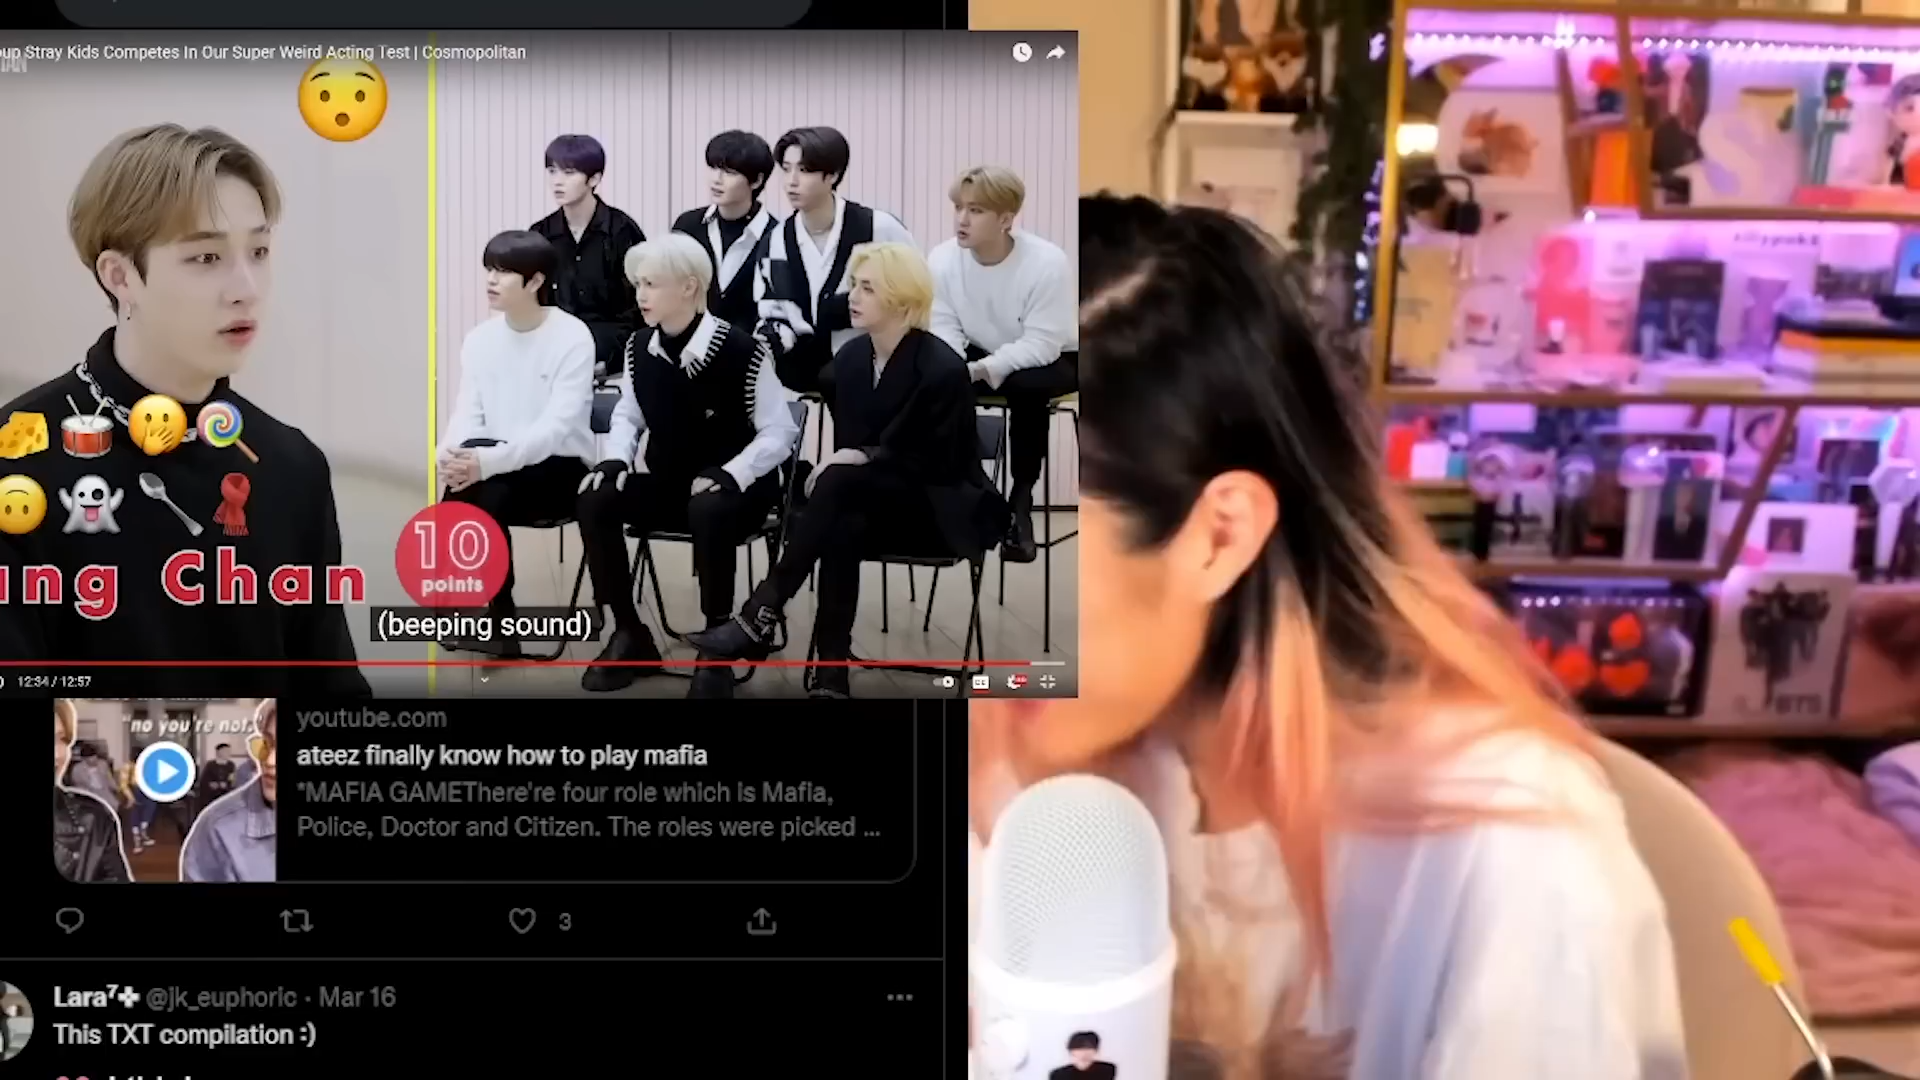 Stray Kids Competes In Our Super Weird Acting Test | Cosmopolitan
Chan
10
points
(beeping sound)
12:34 / 12:57
"no you're not."
youtube.com
ateez finally know how to play mafia
*MAFIA GAMEThere're four role which is Mafia,
Police, Doctor and Citizen. The roles were picked ...
3
Lara⁷✢ @jk_euphoric · Mar 16
This TXT compilation :)
BTS